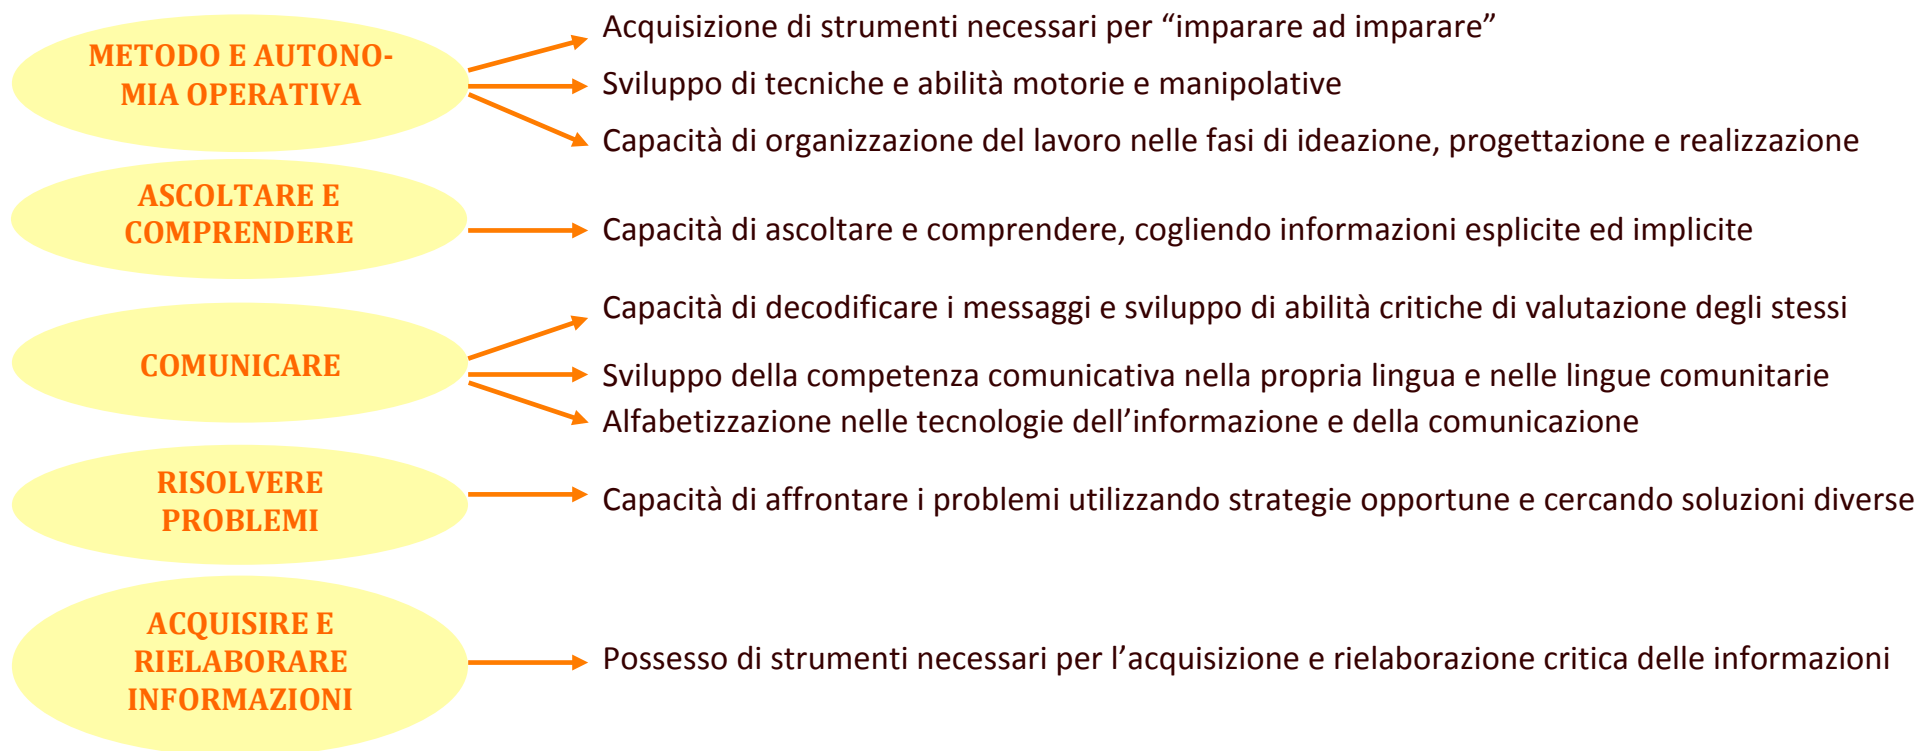 METODO E AUTONO-
MIA OPERATIVA
Acquisizione di strumenti necessari per “imparare ad imparare”
Sviluppo di tecniche e abilità motorie e manipolative
Capacità di organizzazione del lavoro nelle fasi di ideazione, progettazione e realizzazione
ASCOLTARE E
COMPRENDERE
Capacità di ascoltare e comprendere, cogliendo informazioni esplicite ed implicite
COMUNICARE
Capacità di decodificare i messaggi e sviluppo di abilità critiche di valutazione degli stessi
Sviluppo della competenza comunicativa nella propria lingua e nelle lingue comunitarie
Alfabetizzazione nelle tecnologie dell’informazione e della comunicazione
RISOLVERE
PROBLEMI
Capacità di affrontare i problemi utilizzando strategie opportune e cercando soluzioni diverse
ACQUISIRE E
RIELABORARE
INFORMAZIONI
Possesso di strumenti necessari per l’acquisizione e rielaborazione critica delle informazioni